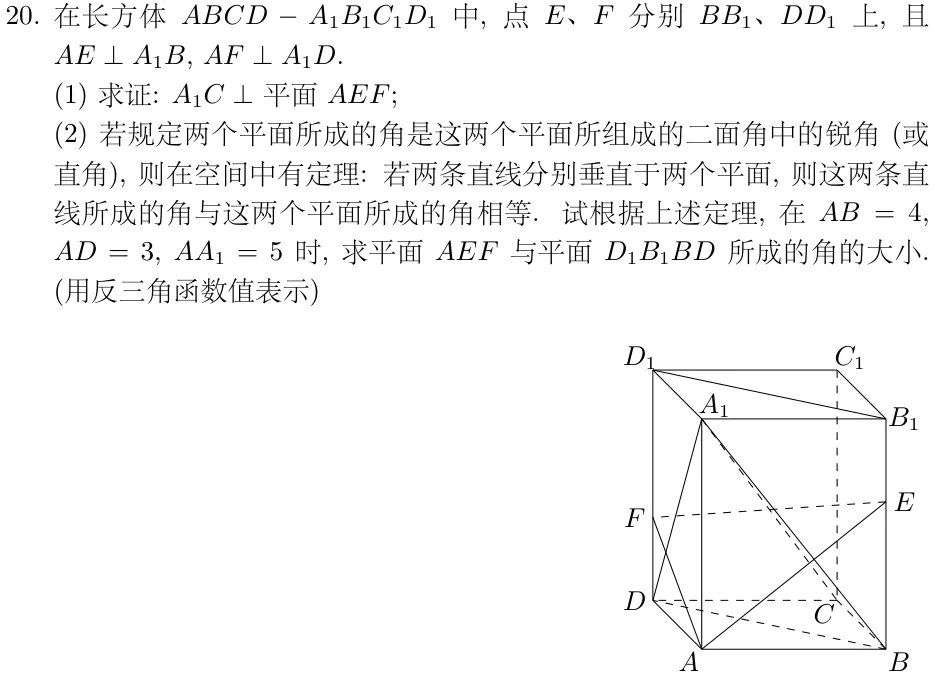 20. 在长方体 ABCD − A₁B₁C₁D₁ 中, 点 E、F 分别 BB₁、DD₁ 上, 且
AE ⊥ A₁B, AF ⊥ A₁D.
(1) 求证: A₁C ⊥ 平面 AEF;
(2) 若规定两个平面所成的角是这两个平面所组成的二面角中的锐角 (或
直角), 则在空间中有定理: 若两条直线分别垂直于两个平面, 则这两条直
线所成的角与这两个平面所成的角相等. 试根据上述定理, 在 AB = 4,
AD = 3, AA₁ = 5 时, 求平面 AEF 与平面 D₁B₁BD 所成的角的大小.
(用反三角函数值表示)
D₁
C₁
A₁
B₁
E
F
D
C
A
B